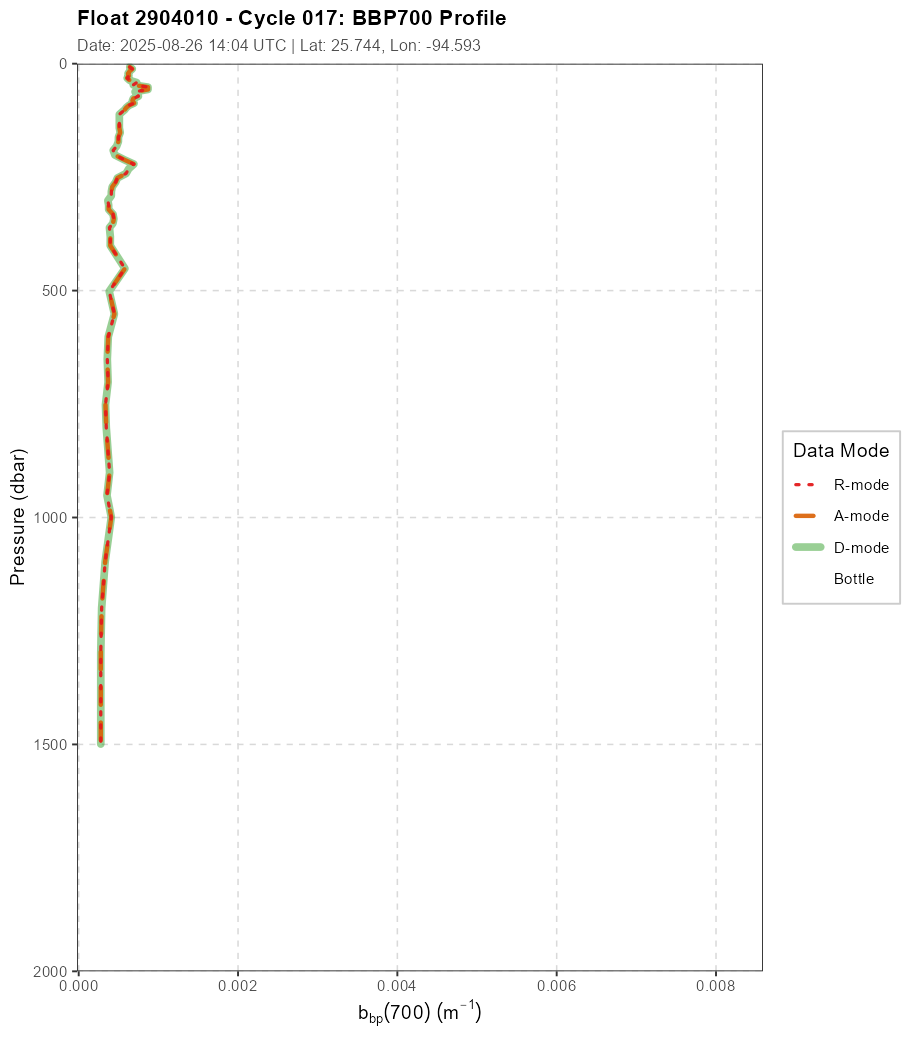 Float 2904010 - Cycle 017: BBP700 Profile
Date: 2025-08-26 14:04 UTC | Lat: 25.744, Lon: -94.593
0
500
1000
1500
2000
Pressure (dbar)
0.000 0.002 0.004 0.006 0.008
b_bp(700) (m^−1)
Data Mode
R-mode
A-mode
D-mode
Bottle